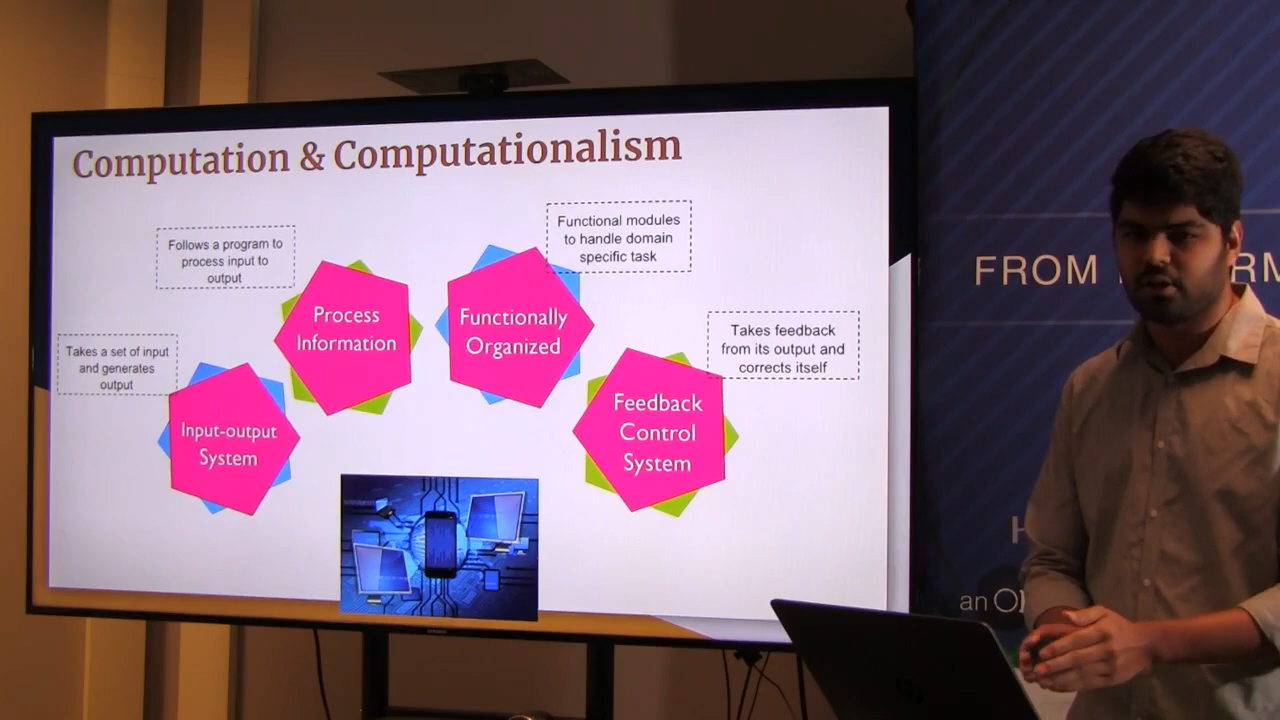 Computation & Computationalism
Follows a program to
process input to
output
Functional modules
to handle domain
specific task
Process
Information
Functionally
Organized
Takes a set of input
and generates
output
Takes feedback
from its output and
corrects itself
Input-output
System
Feedback
Control
System
FROM
an